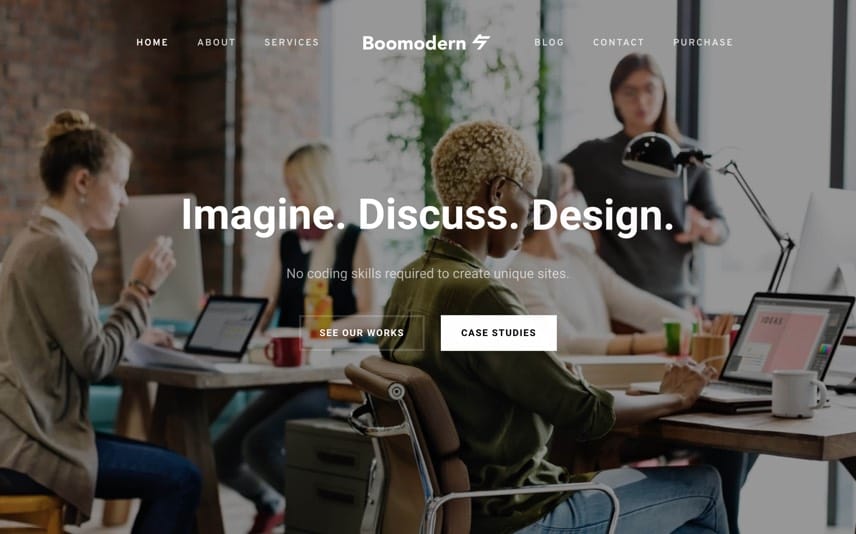 HOME ABOUT SERVICES Boomodern BLOG CONTACT PURCHASE
Imagine. Discuss. Design.
No coding skills required to create unique sites.
SEE OUR WORKS CASE STUDIES
IDEAS